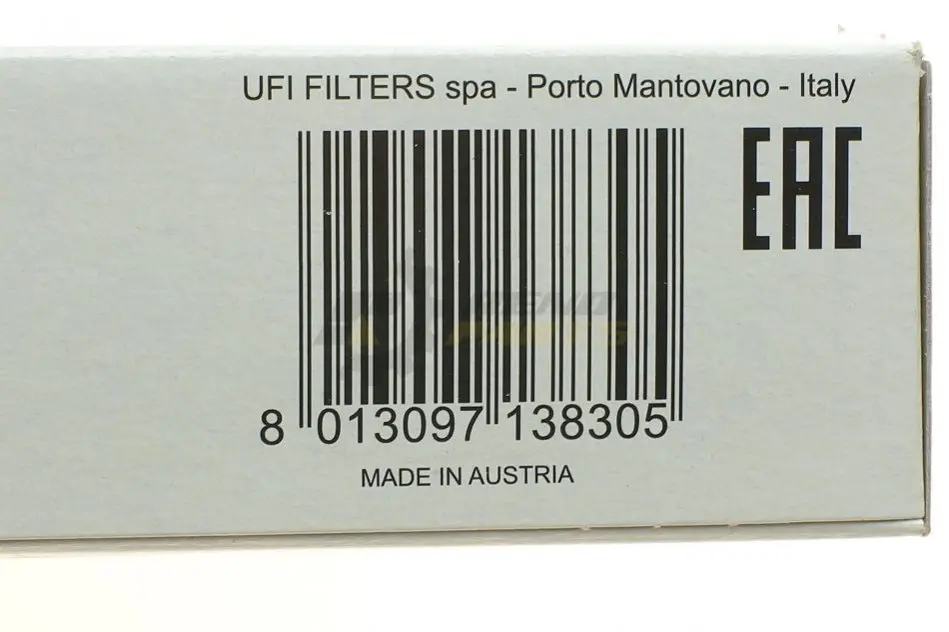 UFI FILTERS spa - Porto Mantovano - Italy
EAC
8 013097 138305
MADE IN AUSTRIA